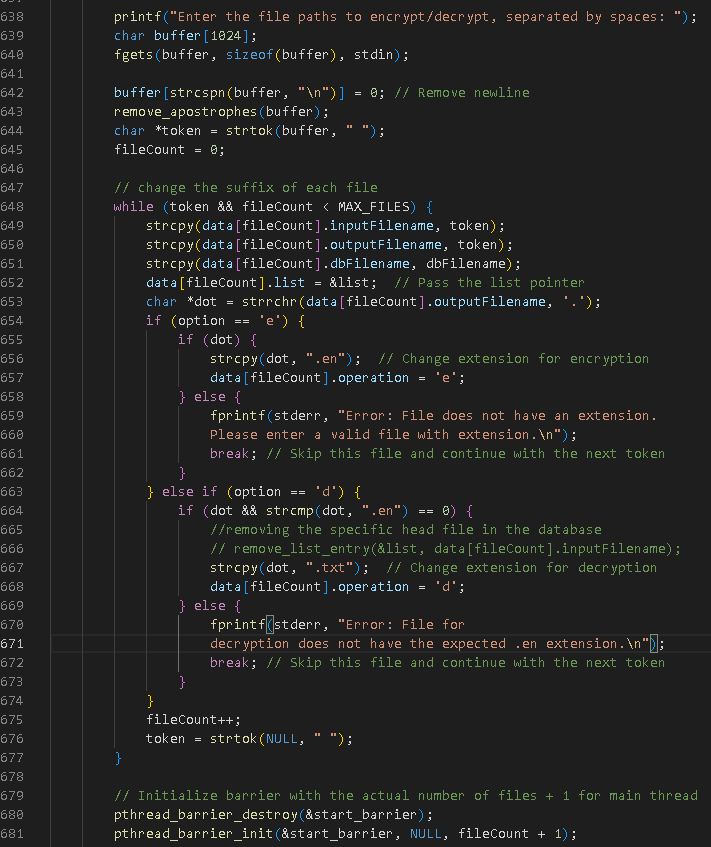 638 printf("Enter the file paths to encrypt/decrypt, separated by spaces: ");
639 char buffer[1024];
640 fgets(buffer, sizeof(buffer), stdin);
641
642 buffer[strcspn(buffer, "\n")] = 0; // Remove newline
643 remove_apostrophes(buffer);
644 char *token = strtok(buffer, " ");
645 fileCount = 0;
646
647 // change the suffix of each file
648 while (token && fileCount < MAX_FILES) {
649 strcpy(data[fileCount].inputFilename, token);
650 strcpy(data[fileCount].outputFilename, token);
651 strcpy(data[fileCount].dbFilename, dbFilename);
652 data[fileCount].list = &list;  // Pass the list pointer
653 char *dot = strrchr(data[fileCount].outputFilename, '.');
654 if (option == 'e') {
655 if (dot) {
656 strcpy(dot, ".en");  // Change extension for encryption
657 data[fileCount].operation = 'e';
658 } else {
659 fprintf(stderr, "Error: File does not have an extension.
660 Please enter a valid file with extension.\n");
661 break; // Skip this file and continue with the next token
662 }
663 } else if (option == 'd') {
664 if (dot && strcmp(dot, ".en") == 0) {
665 //removing the specific head file in the database
666 // remove_list_entry(&list, data[fileCount].inputFilename);
667 strcpy(dot, ".txt");  // Change extension for decryption
668 data[fileCount].operation = 'd';
669 } else {
670 fprintf(stderr, "Error: File for
671 decryption does not have the expected .en extension.\n");
672 break; // Skip this file and continue with the next token
673 }
674 }
675 fileCount++;
676 token = strtok(NULL, " ");
677 }
678
679 // Initialize barrier with the actual number of files + 1 for main thread
680 pthread_barrier_destroy(&start_barrier);
681 pthread_barrier_init(&start_barrier, NULL, fileCount + 1);